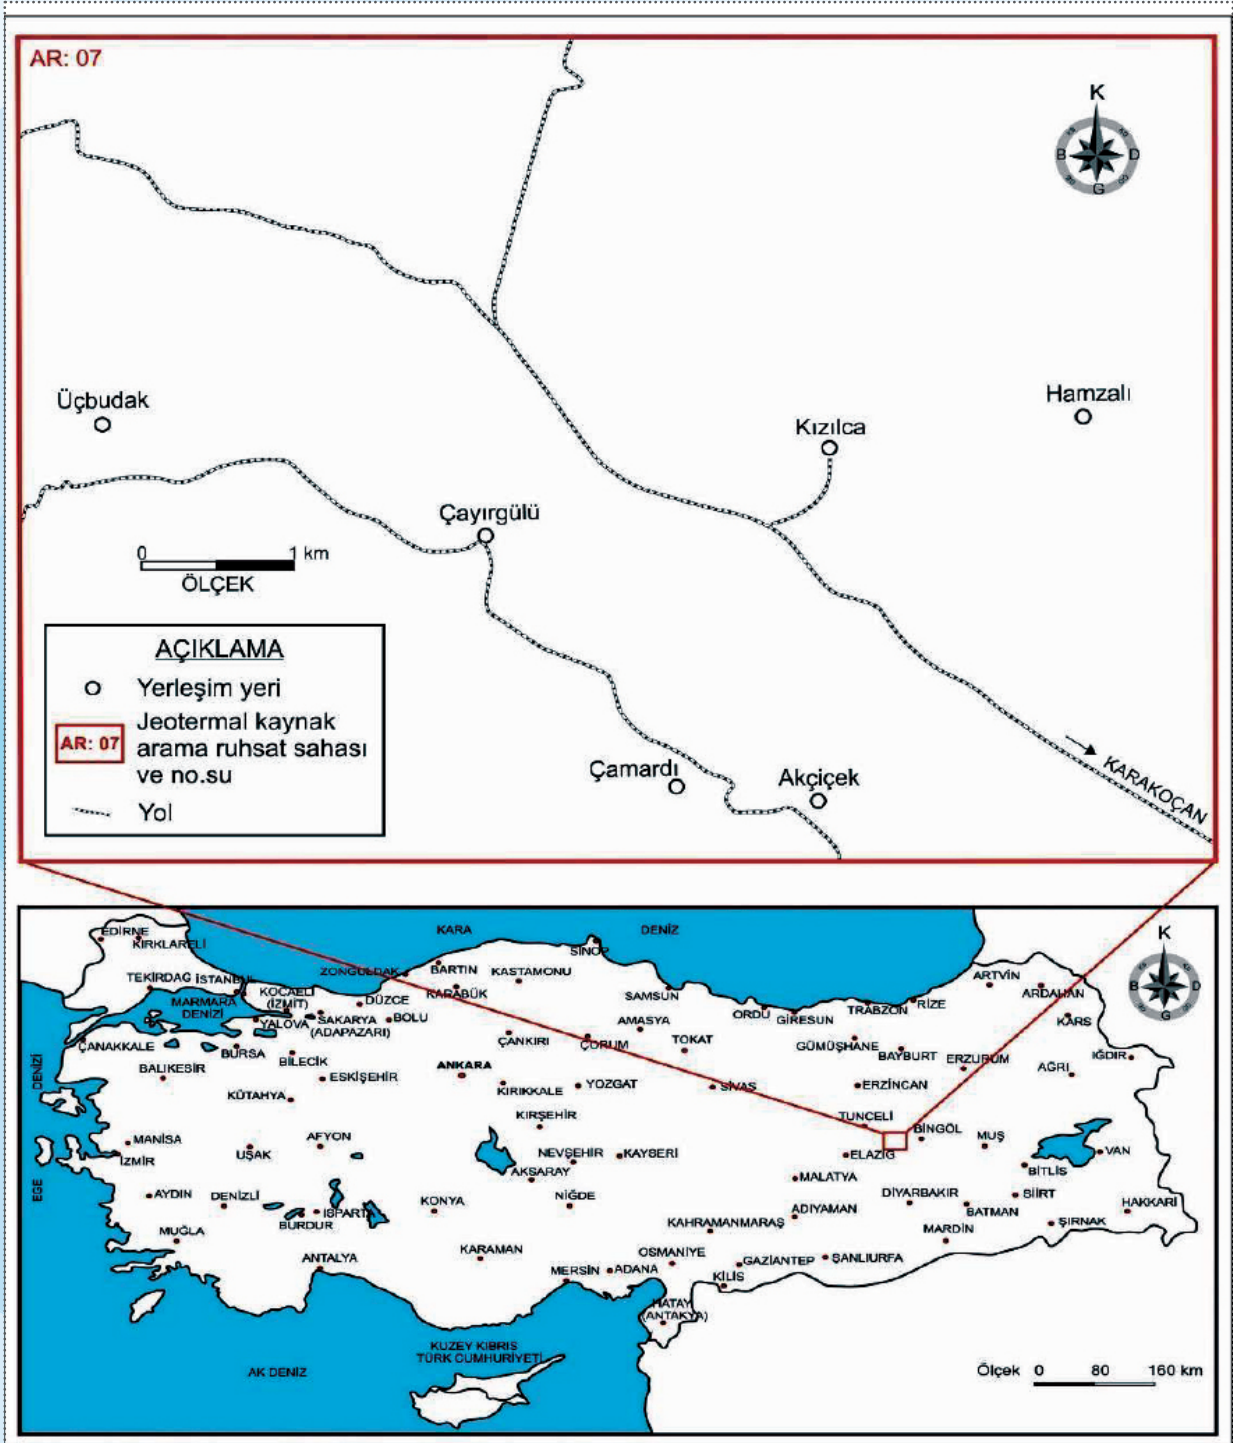 AR: 07
K
B
D
G
Üçbudak
Hamzalı
Kızılca
Çayırgülü
0 1 km
ÖLÇEK
AÇIKLAMA
Yerleşim yeri
AR: 07
Jeotermal kaynak
arama ruhsat sahası
ve no.su
Yol
Çamardı
Akçiçek
KARAKOÇAN
KARA
DENİZ
EDİRNE
KIRKLARELİ
TEKİRDAG
İSTANBUL
MARMARA
DENİZİ
KOCAELİ
(İZMİT)
YALOVA
SAKARYA
(ADAPAZARI)
DÜZCE
BOLU
ZONGULDAK
BARTIN
KARABÜK
KASTAMONU
SİNOP
SAMSUN
ORDU
GİRESUN
TRABZON
RİZE
ARTVİN
ARDAHAN
KARS
K
B
D
G
ÇANAKKALE
BURSA
BİLECİK
BALIKESİR
ESKİŞEHİR
KÜTAHYA
ANKARA
ÇANKIRI
ÇORUM
AMASYA
TOKAT
GÜMÜŞHANE
BAYBURT
ERZURUM
IĞDIR
AĞRI
KIRIKKALE
YOZGAT
SİVAS
ERZİNCAN
DENİZİ
EGE
MANİSA
İZMİR
UŞAK
AFYON
KIRŞEHİR
NEVŞEHİR
KAYSERİ
AKSARAY
TUNCELİ
BİNGÖL
MUŞ
ELAZIĞ
VAN
BİTLİS
MALATYA
AYDIN
DENİZLİ
BURDUR
ISPARTA
KONYA
NİĞDE
DİYARBAKIR
BATMAN
SİİRT
HAKKARİ
ŞIRNAK
MARDİN
ADIYAMAN
KAHRAMANMARAŞ
MUĞLA
ANTALYA
KARAMAN
MERSİN
ADANA
OSMANİYE
GAZİANTEP
ŞANLIURFA
KİLİS
HATAY
(ANTAKYA)
KUZEY KIBRIS
TÜRK CUMHURİYETİ
AK DENİZ
Ölçek 0 80 160 km